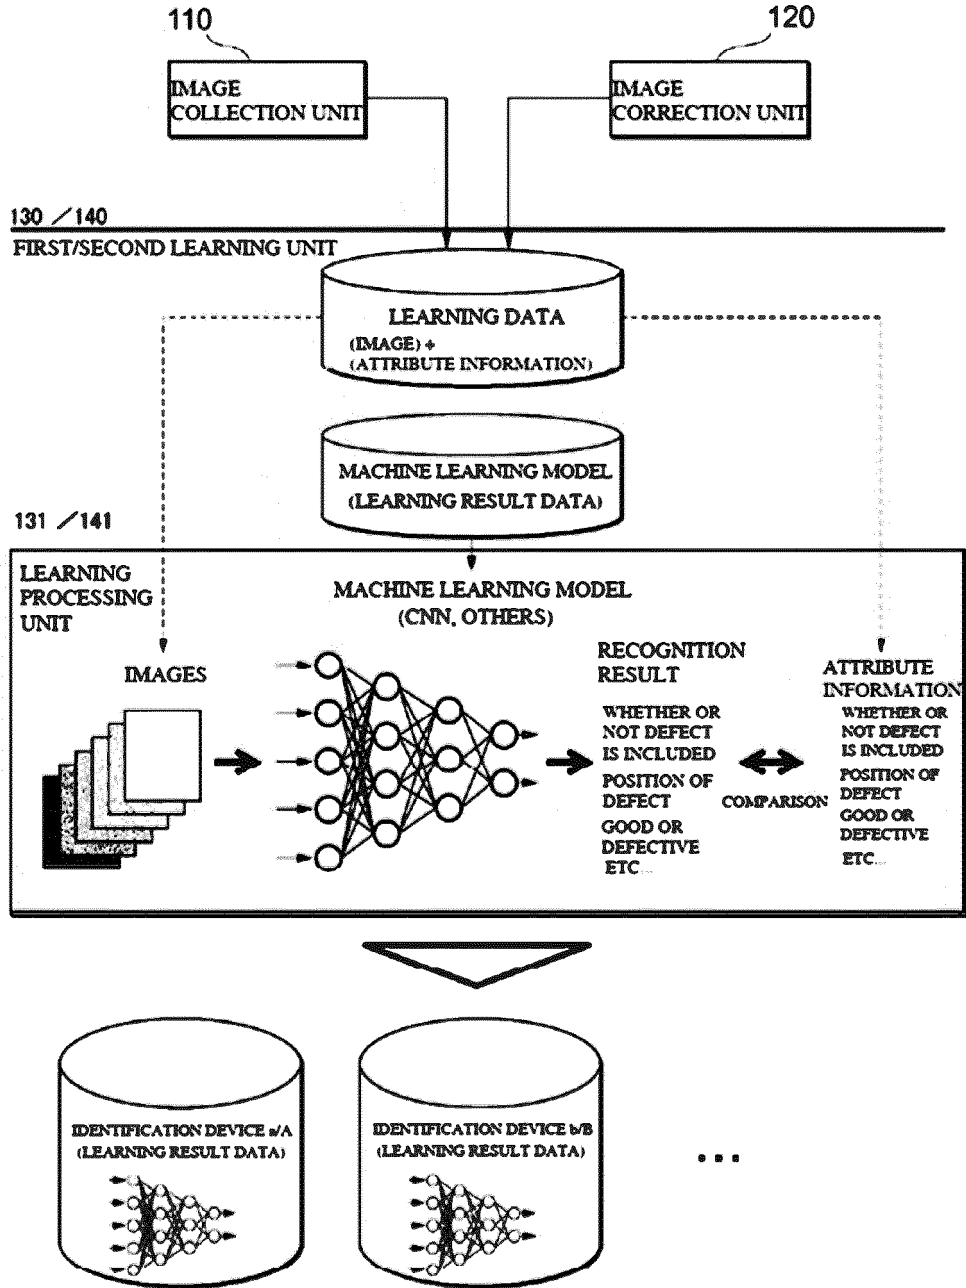 110
120
IMAGE
COLLECTION UNIT
IMAGE
CORRECTION UNIT
130 / 140
FIRST/SECOND LEARNING UNIT
LEARNING DATA
(IMAGE) +
(ATTRIBUTE INFORMATION)
MACHINE LEARNING MODEL
(LEARNING RESULT DATA)
131 / 141
LEARNING
PROCESSING
UNIT
MACHINE LEARNING MODEL
(CNN, OTHERS)
IMAGES
RECOGNITION
RESULT
WHETHER OR
NOT DEFECT
IS INCLUDED
POSITION OF
DEFECT
GOOD OR
DEFECTIVE
ETC...
COMPARISON
ATTRIBUTE
INFORMATION
WHETHER OR
NOT DEFECT
IS INCLUDED
POSITION OF
DEFECT
GOOD OR
DEFECTIVE
ETC...
IDENTIFICATION DEVICE a/A
(LEARNING RESULT DATA)
IDENTIFICATION DEVICE b/B
(LEARNING RESULT DATA)
...